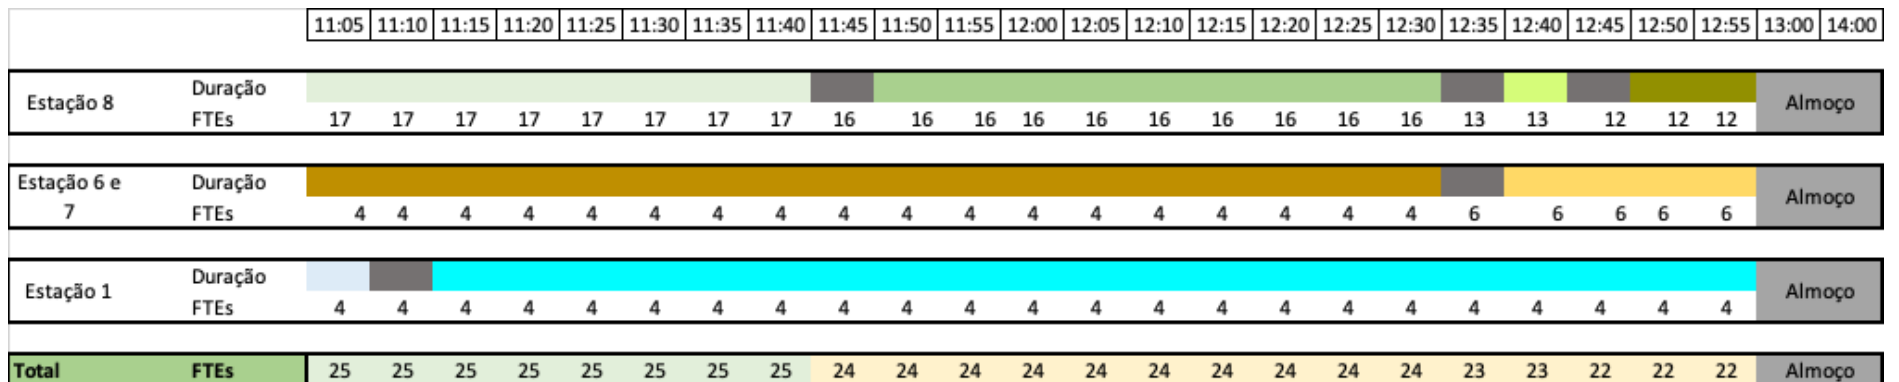 11:05 11:10 11:15 11:20 11:25 11:30 11:35 11:40 11:45 11:50 11:55 12:00 12:05 12:10 12:15 12:20 12:25 12:30 12:35 12:40 12:45 12:50 12:55 13:00 14:00
Estação 8 Duração Almoço
FTEs 17 17 17 17 17 17 17 17 16 16 16 16 16 16 16 16 16 16 13 13 12 12 12
Estação 6 e Duração Almoço
7 FTEs 4 4 4 4 4 4 4 4 4 4 4 4 4 4 4 4 4 4 6 6 6 6 6
Estação 1 Duração Almoço
FTEs 4 4 4 4 4 4 4 4 4 4 4 4 4 4 4 4 4 4 4 4 4 4 4
Total FTEs 25 25 25 25 25 25 25 25 24 24 24 24 24 24 24 24 24 24 23 23 22 22 22 Almoço